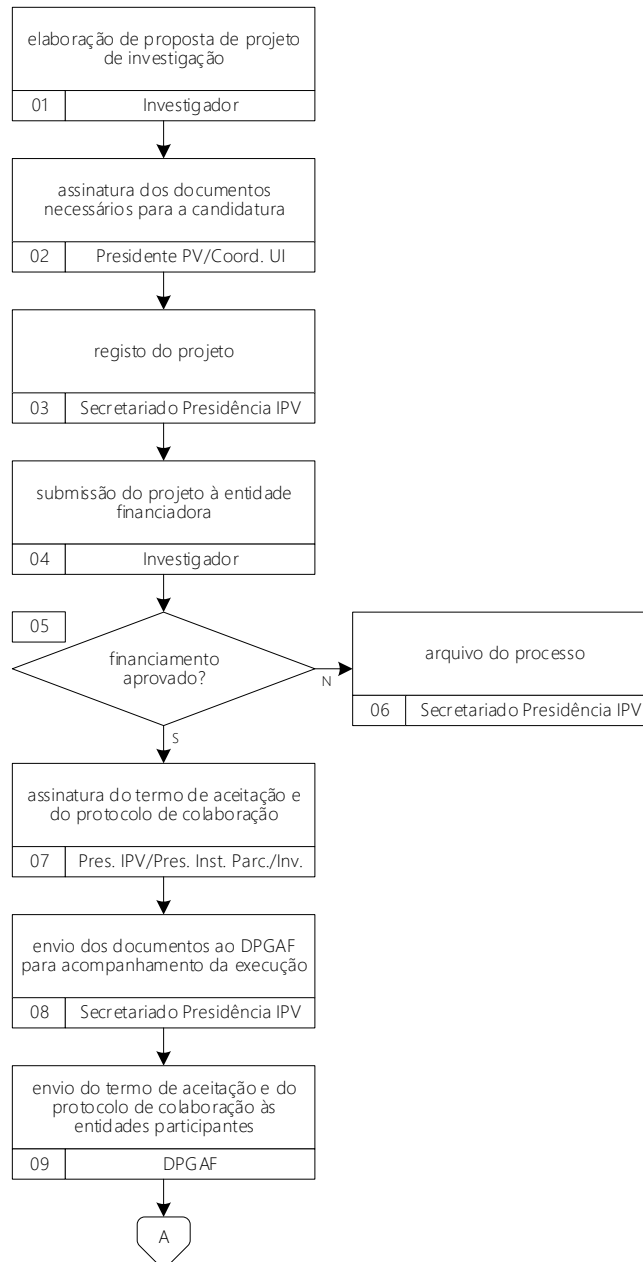 elaboração de proposta de projeto
de investigação
01 Investigador
assinatura dos documentos
necessários para a candidatura
02 Presidente PV/Coord. UI
registo do projeto
03 Secretariado Presidência IPV
submissão do projeto à entidade
financiadora
04 Investigador
05
financiamento
aprovado?
N
S
arquivo do processo
06 Secretariado Presidência IPV
assinatura do termo de aceitação e
do protocolo de colaboração
07 Pres. IPV/Pres. Inst. Parc./Inv.
envio dos documentos ao DPGAF
para acompanhamento da execução
08 Secretariado Presidência IPV
envio do termo de aceitação e do
protocolo de colaboração às
entidades participantes
09 DPGAF
A